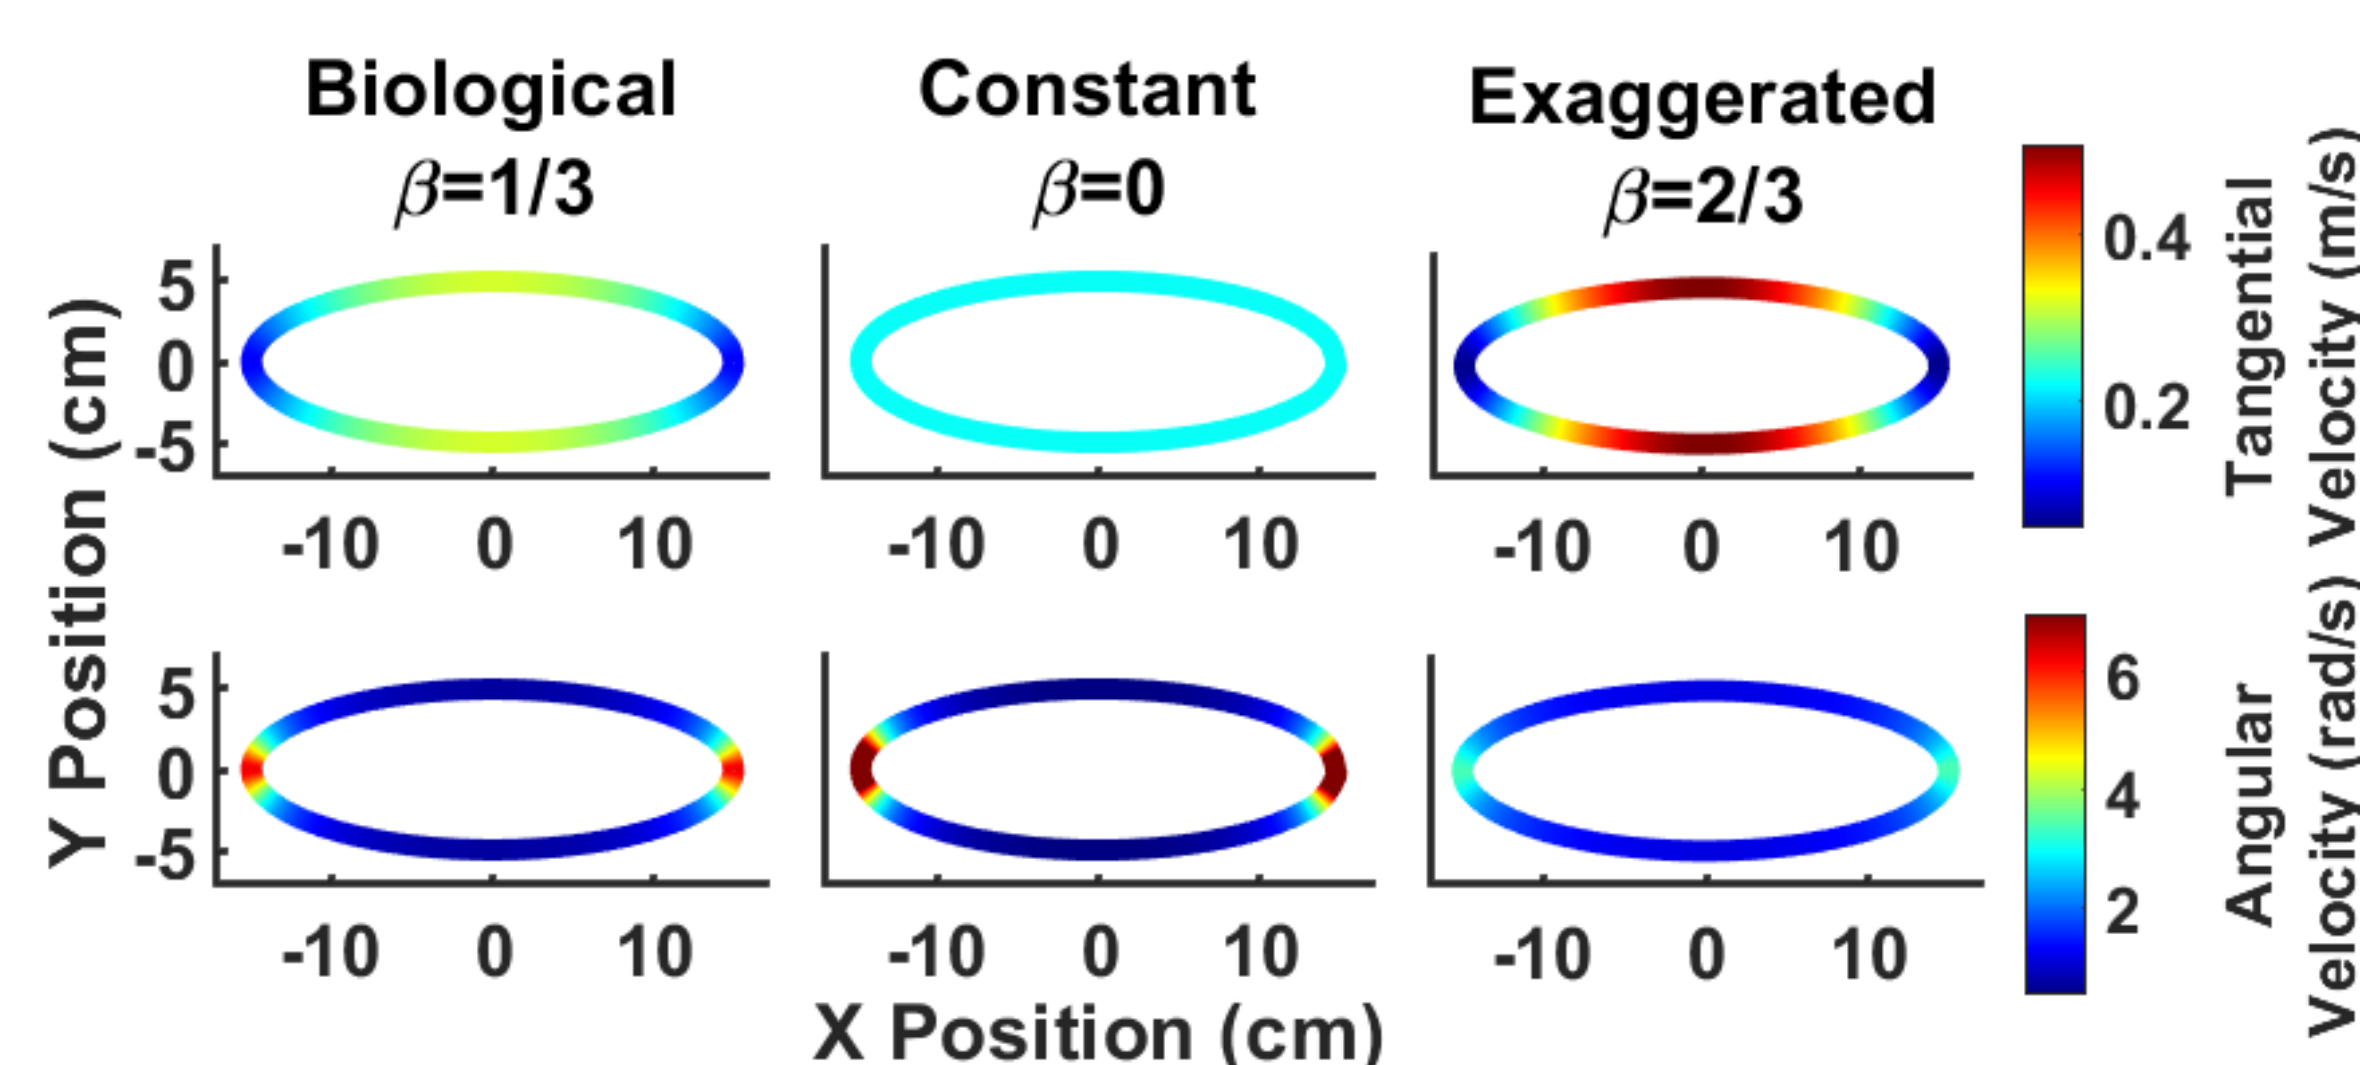 Biological
Constant
Exaggerated
β=1/3
β=0
β=2/3
Y Position (cm)
5
0
-5
-10 0 10
-10 0 10
-10 0 10
0.4
0.2
Tangential
Velocity (m/s)
5
0
-5
-10 0 10
-10 0 10
-10 0 10
6
4
2
Angular
Velocity (rad/s)
X Position (cm)